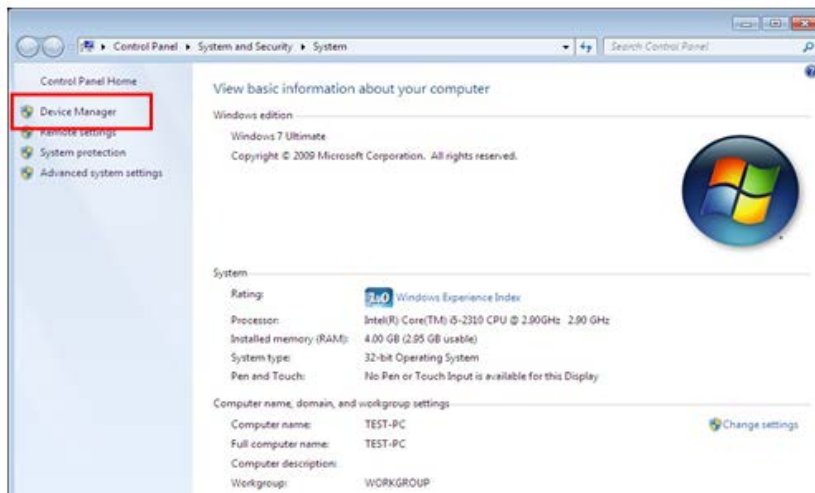 Control Panel ▸ System and Security ▸ System
Search Control Panel
Control Panel Home
Device Manager
Remote settings
System protection
Advanced system settings
View basic information about your computer
Windows edition
Windows 7 Ultimate
Copyright © 2009 Microsoft Corporation. All rights reserved.
System
Rating:
1.0 Windows Experience Index
Processor: Intel(R) Core(TM) i5-2310 CPU @ 2.90GHz 2.90 GHz
Installed memory (RAM): 4.00 GB (2.95 GB usable)
System type: 32-bit Operating System
Pen and Touch: No Pen or Touch Input is available for this Display
Computer name, domain, and workgroup settings
Computer name: TEST-PC
Change settings
Full computer name: TEST-PC
Computer description:
Workgroup: WORKGROUP